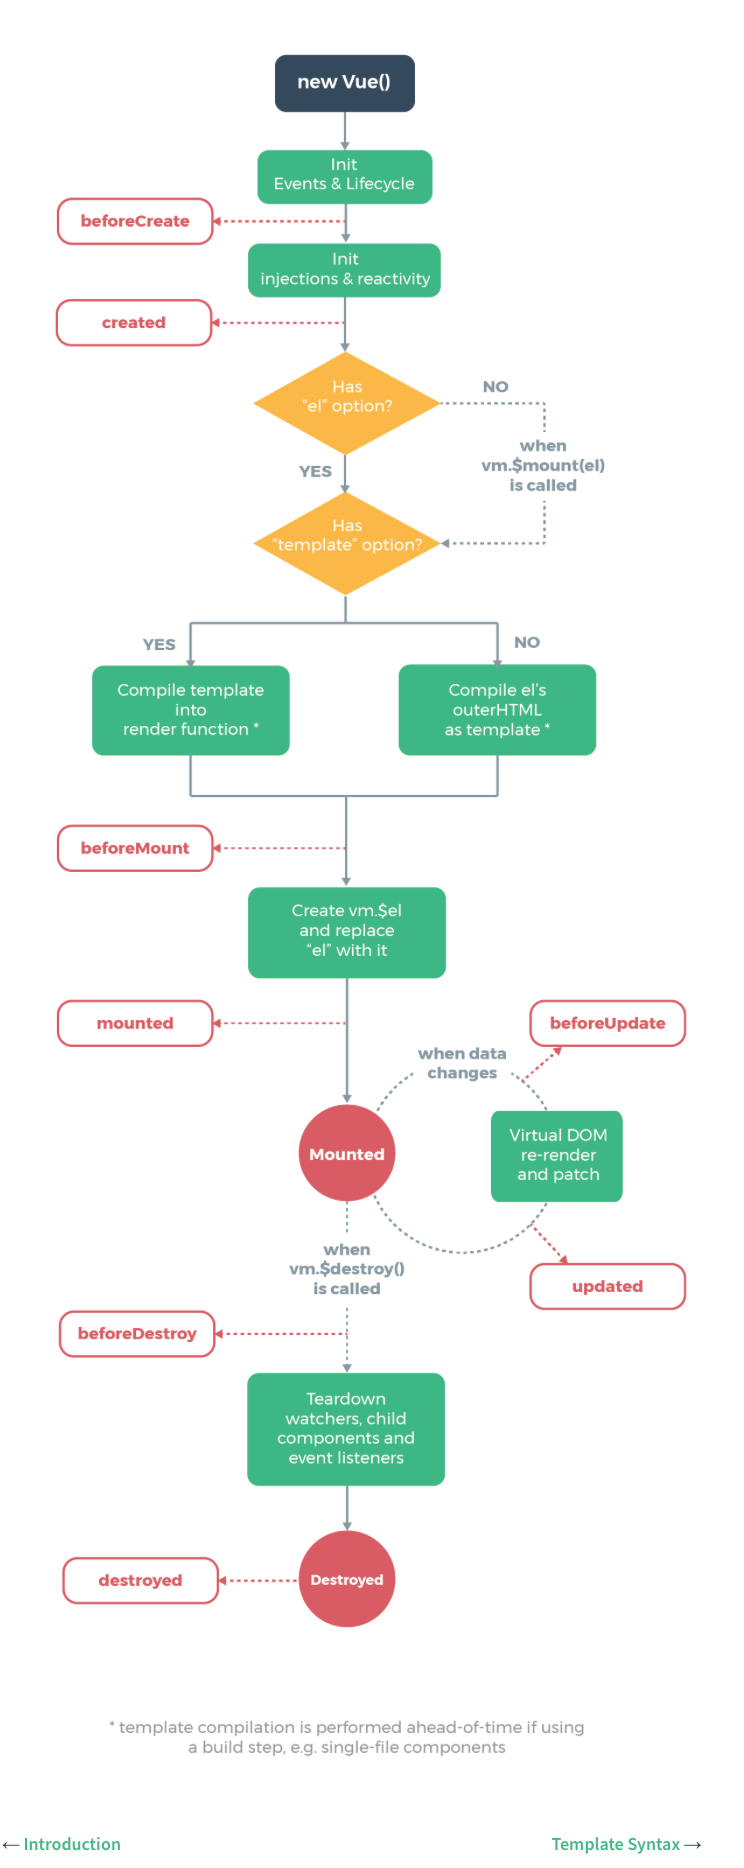 new Vue()
Init
Events & Lifecycle
beforeCreate
Init
injections & reactivity
created
Has
“el” option?
NO
when
vm.$mount(el)
is called
YES
Has
“template” option?
YES
NO
Compile template
into
render function *
Compile el’s
outerHTML
as template *
beforeMount
Create vm.$el
and replace
“el” with it
mounted
beforeUpdate
when data
changes
Mounted
Virtual DOM
re-render
and patch
when
vm.$destroy()
is called
updated
beforeDestroy
Teardown
watchers, child
components and
event listeners
destroyed
Destroyed
* template compilation is performed ahead-of-time if using
a build step, e.g. single-file components
← Introduction
Template Syntax →